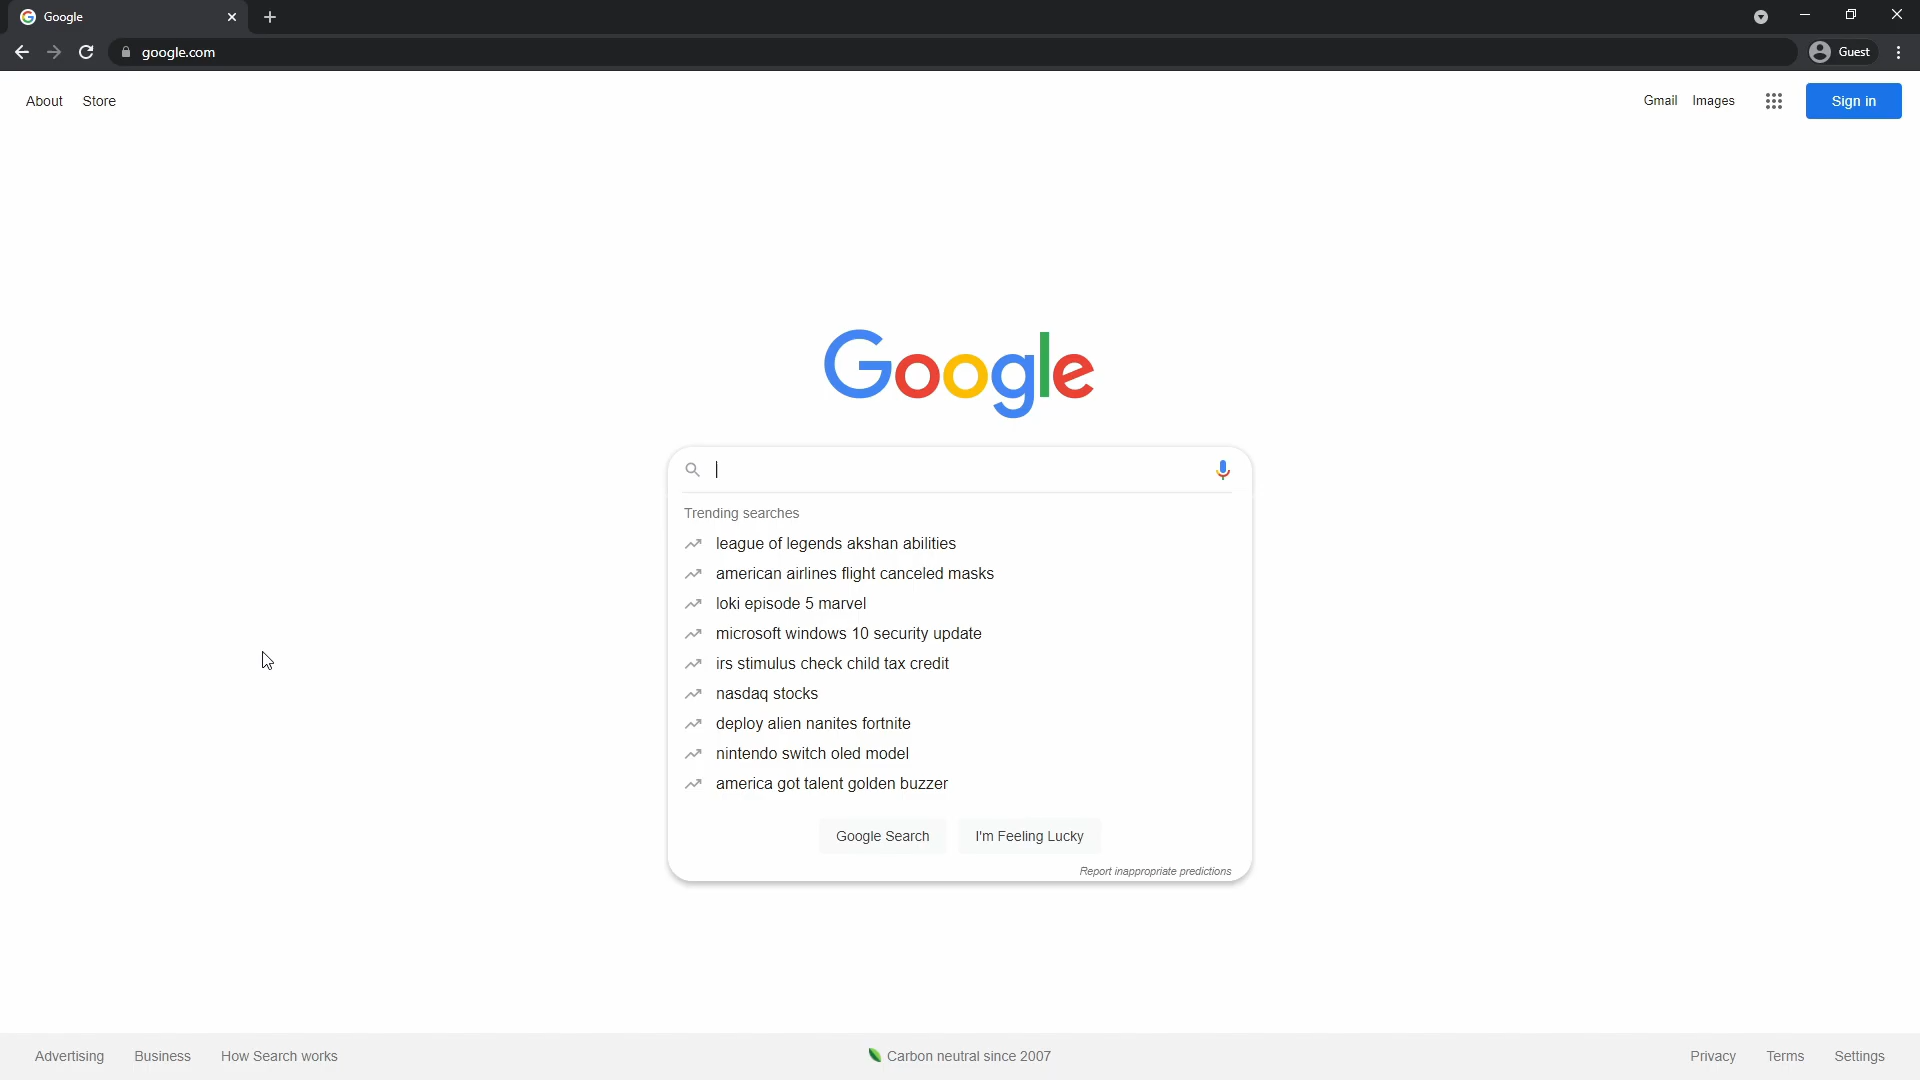 Google
google.com
Guest
About Store
Gmail Images Sign in
Google
Trending searches
league of legends akshan abilities
american airlines flight canceled masks
loki episode 5 marvel
microsoft windows 10 security update
irs stimulus check child tax credit
nasdaq stocks
deploy alien nanites fortnite
nintendo switch oled model
america got talent golden buzzer
Google Search I'm Feeling Lucky
Report inappropriate predictions
Advertising Business How Search works Carbon neutral since 2007 Privacy Terms Settings